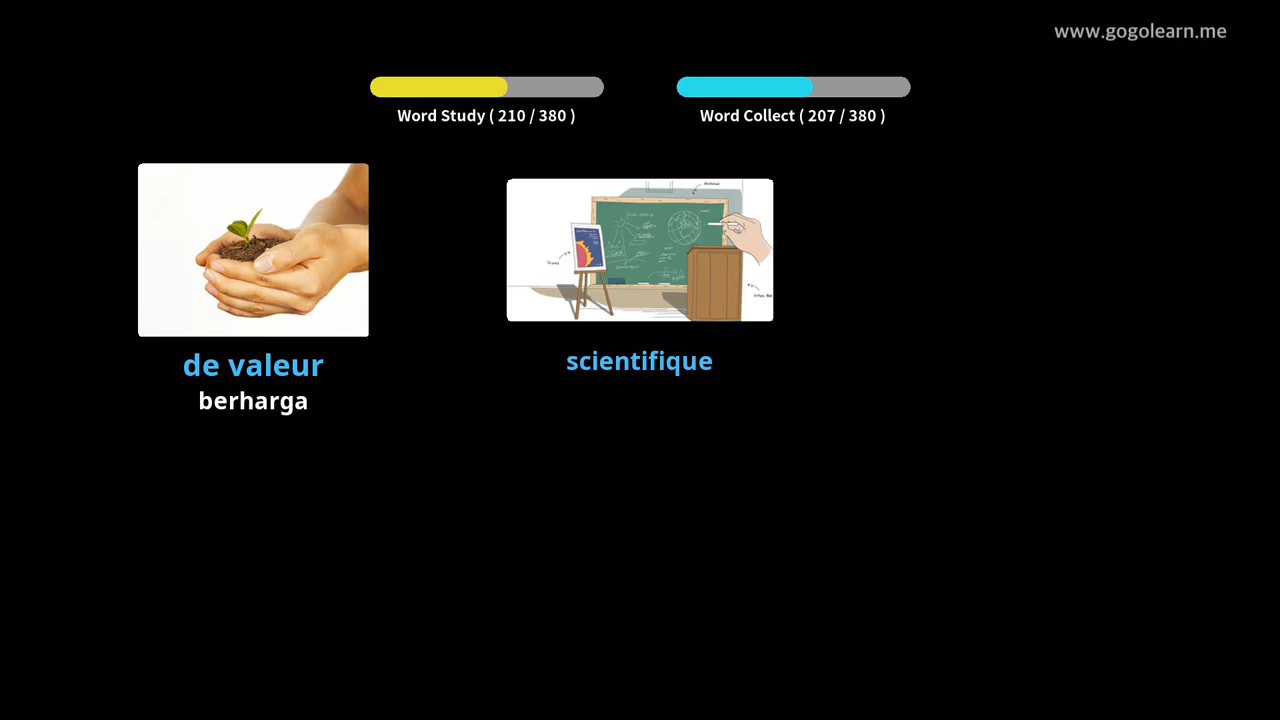 www.gogolearn.me
Word Study ( 210 / 380 )
Word Collect ( 207 / 380 )
de valeur
berharga
scientifique